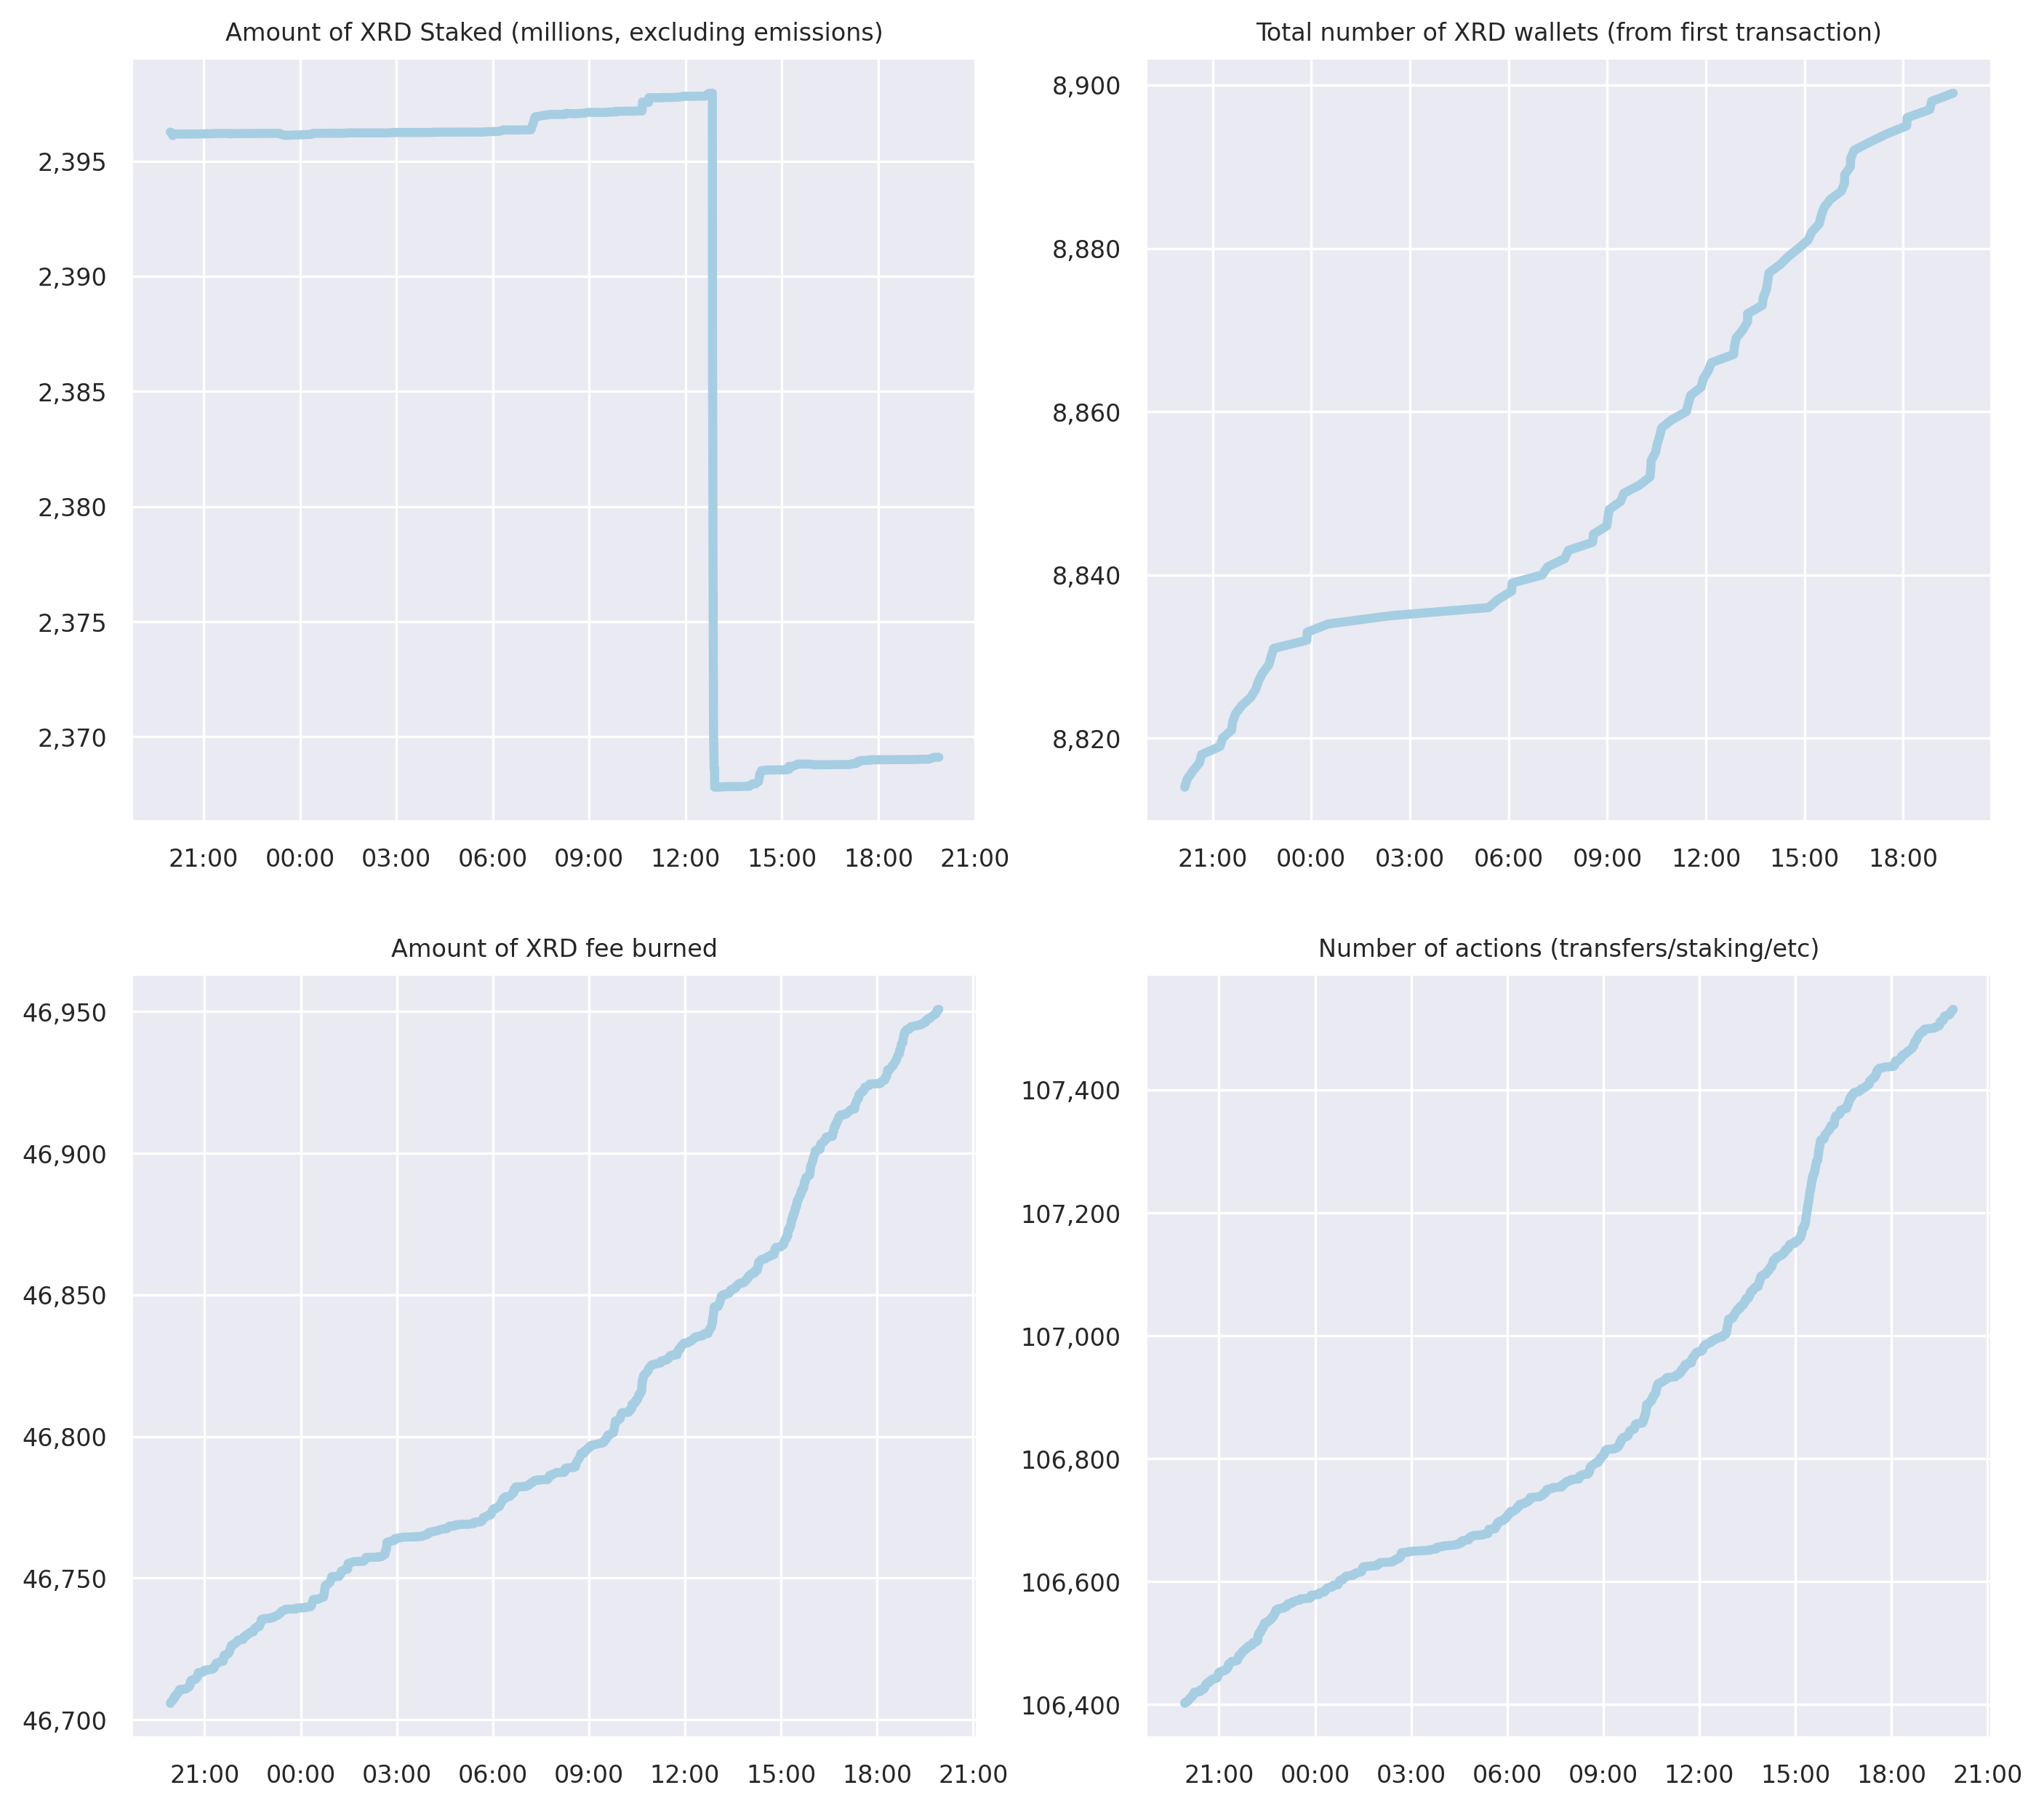 Amount of XRD Staked (millions, excluding emissions)
2,395
2,390
2,385
2,380
2,375
2,370
21:00 00:00 03:00 06:00 09:00 12:00 15:00 18:00 21:00
Total number of XRD wallets (from first transaction)
8,900
8,880
8,860
8,840
8,820
21:00 00:00 03:00 06:00 09:00 12:00 15:00 18:00
Amount of XRD fee burned
46,950
46,900
46,850
46,800
46,750
46,700
21:00 00:00 03:00 06:00 09:00 12:00 15:00 18:00 21:00
Number of actions (transfers/staking/etc)
107,400
107,200
107,000
106,800
106,600
106,400
21:00 00:00 03:00 06:00 09:00 12:00 15:00 18:00 21:00